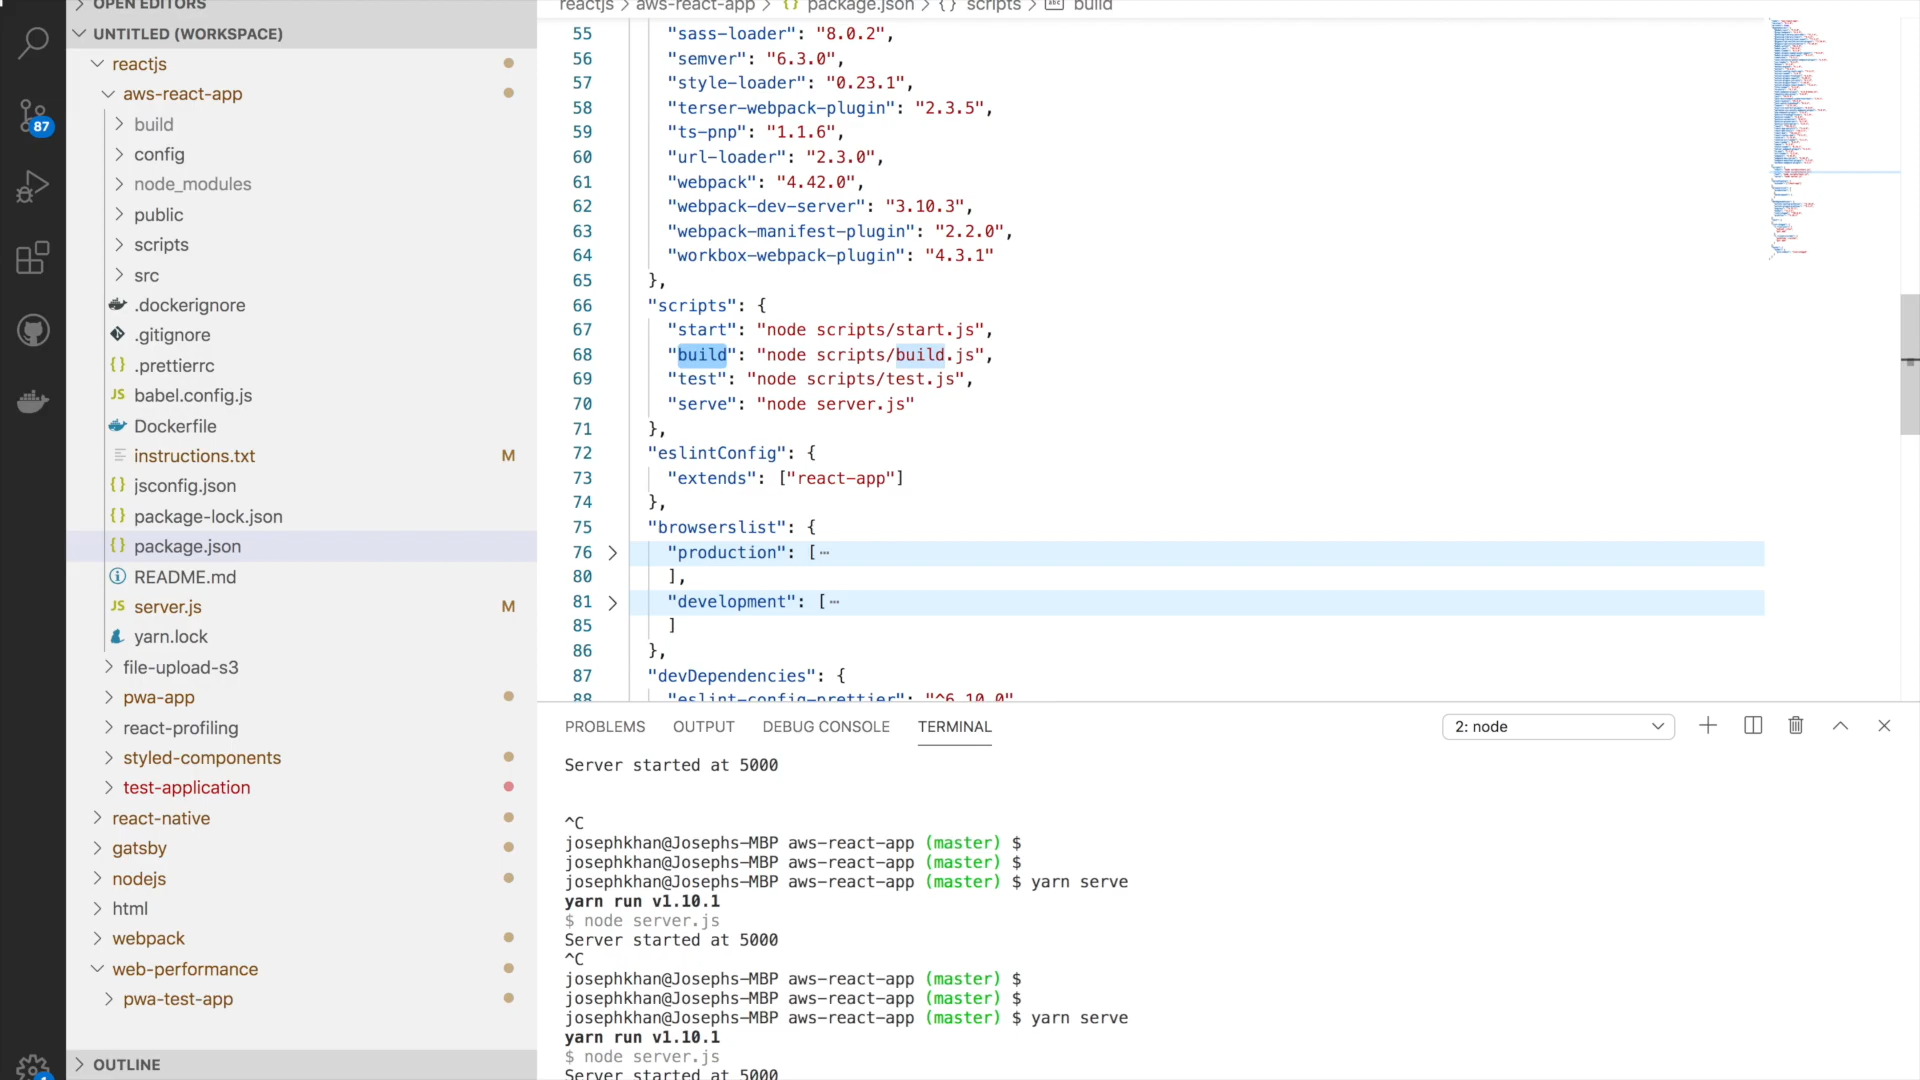 OPEN EDITORS
UNTITLED (WORKSPACE)
reactjs
aws-react-app
build
config
node_modules
public
scripts
src
.dockerignore
.gitignore
.prettierrc
babel.config.js
Dockerfile
instructions.txt M
jsconfig.json
package-lock.json
package.json
README.md
server.js M
yarn.lock
file-upload-s3
pwa-app
react-profiling
styled-components
test-application
react-native
gatsby
nodejs
html
webpack
web-performance
pwa-test-app
OUTLINE
87
reactjs > aws-react-app > {} package.json > {} scripts > abc build
55 "sass-loader": "8.0.2",
56 "semver": "6.3.0",
57 "style-loader": "0.23.1",
58 "terser-webpack-plugin": "2.3.5",
59 "ts-pnp": "1.1.6",
60 "url-loader": "2.3.0",
61 "webpack": "4.42.0",
62 "webpack-dev-server": "3.10.3",
63 "webpack-manifest-plugin": "2.2.0",
64 "workbox-webpack-plugin": "4.3.1"
65 },
66 "scripts": {
67 "start": "node scripts/start.js",
68 "build": "node scripts/build.js",
69 "test": "node scripts/test.js",
70 "serve": "node server.js"
71 },
72 "eslintConfig": {
73 "extends": ["react-app"]
74 },
75 "browserslist": {
76 "production": [⋯
80 ],
81 "development": [⋯
85 ]
86 },
87 "devDependencies": {
88 "eslint-config-prettier": "^6.10.0"
PROBLEMS OUTPUT DEBUG CONSOLE TERMINAL 2: node
Server started at 5000
^C
josephkhan@Josephs-MBP aws-react-app (master) $
josephkhan@Josephs-MBP aws-react-app (master) $
josephkhan@Josephs-MBP aws-react-app (master) $ yarn serve
yarn run v1.10.1
$ node server.js
Server started at 5000
^C
josephkhan@Josephs-MBP aws-react-app (master) $
josephkhan@Josephs-MBP aws-react-app (master) $
josephkhan@Josephs-MBP aws-react-app (master) $ yarn serve
yarn run v1.10.1
$ node server.js
Server started at 5000